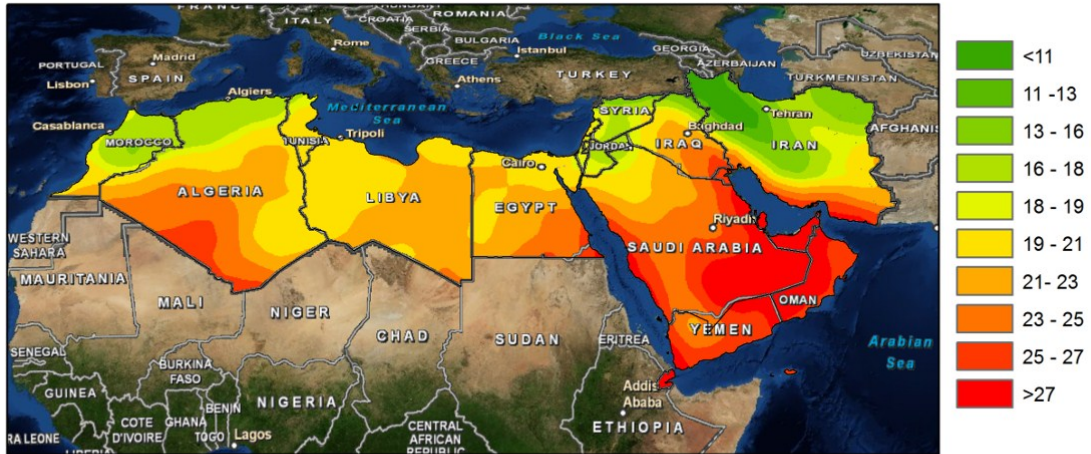 ITALY
CROATIA
ROMANIA
SERBIA
BULGARIA
Black Sea
GEORGIA
UZBEKISTAN
Rome
Istanbul
AZERBAIJAN
PORTUGAL
Madrid
SPAIN
GREECE
TURKEY
TURKMENISTAN
Lisbon
Athens
Algiers
Mediterranean
Sea
SYRIA
Tehran
Casablanca
Tripoli
Baghdad
AFGHANIS
MOROCCO
TUNISIA
JORDAN
IRAQ
IRAN
Cairo
ALGERIA
LIBYA
EGYPT
Riyadh
WESTERN
SAHARA
SAUDI ARABIA
MAURITANIA
MALI
NIGER
CHAD
SUDAN
ERITREA
YEMEN
OMAN
Arabian
Sea
SENEGAL
BURKINA
FASO
GUINEA
BENIN
NIGERIA
Addis
Ababa
COTE
D'IVOIRE
GHANA
TOGO
RA LEONE
Lagos
CENTRAL
AFRICAN
REPUBLIC
ETHIOPIA
<11
11 -13
13 - 16
16 - 18
18 – 19
19 – 21
21- 23
23 - 25
25 - 27
>27